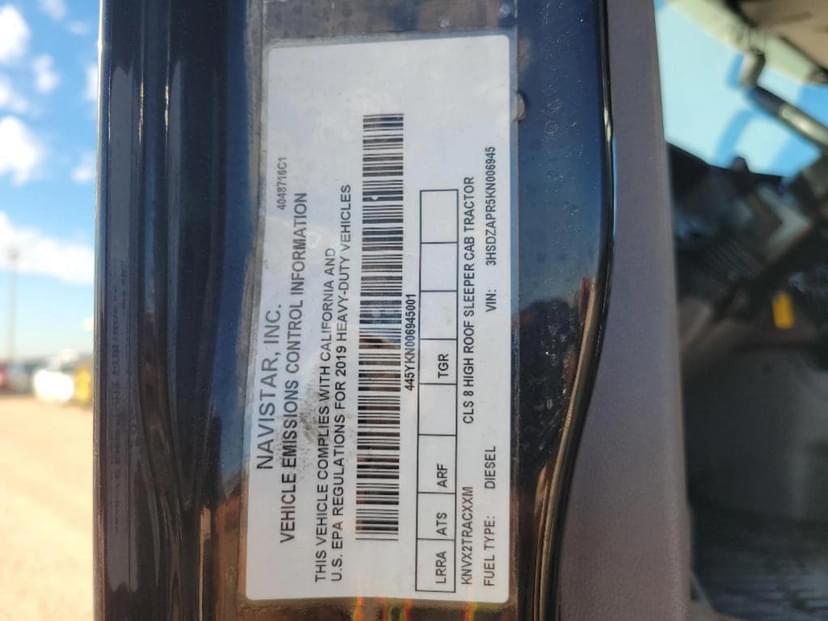 4048716C1
NAVISTAR, INC.
VEHICLE EMISSIONS CONTROL INFORMATION
THIS VEHICLE COMPLIES WITH CALIFORNIA AND
U.S. EPA REGULATIONS FOR 2019 HEAVY-DUTY VEHICLES
445YKN006945001
LRRA ATS ARF TGR
KNVX2TRACXXM CLS 8 HIGH ROOF SLEEPER CAB TRACTOR
FUEL TYPE: DIESEL VIN: 3HSDZAPR5KN006945